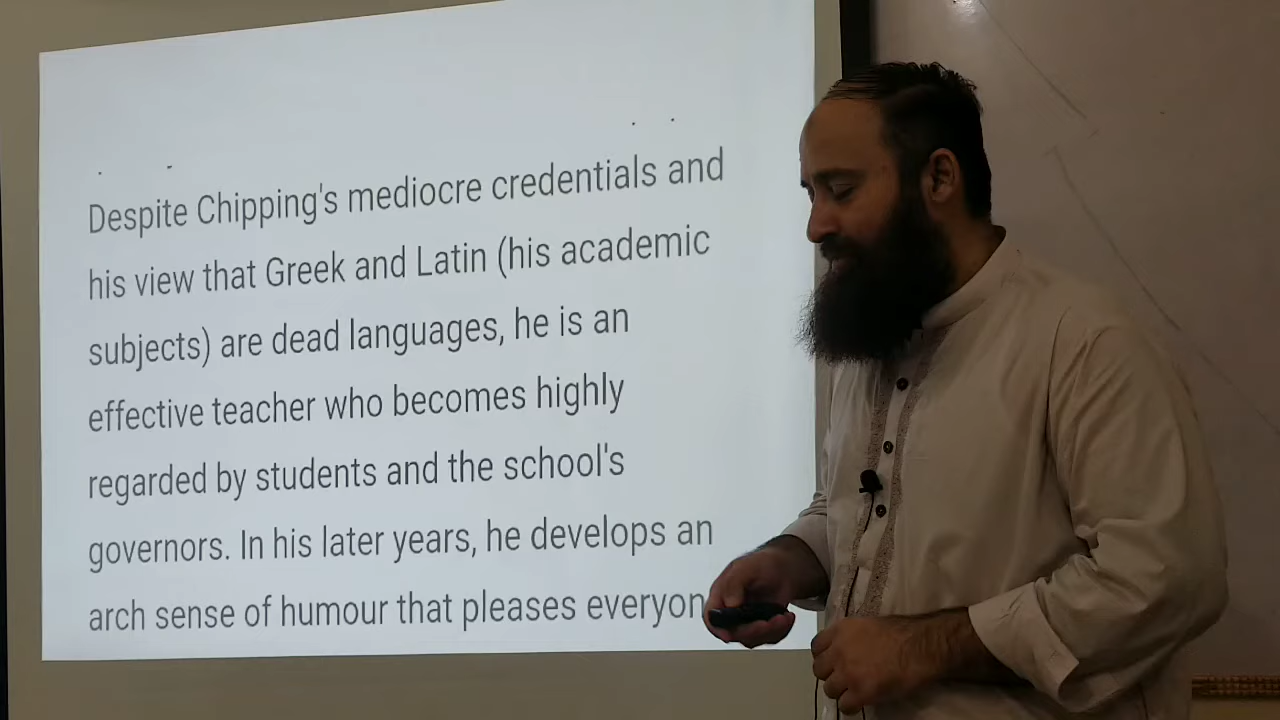 Despite Chipping's mediocre credentials and
his view that Greek and Latin (his academic
subjects) are dead languages, he is an
effective teacher who becomes highly
regarded by students and the school's
governors. In his later years, he develops an
arch sense of humour that pleases everyon